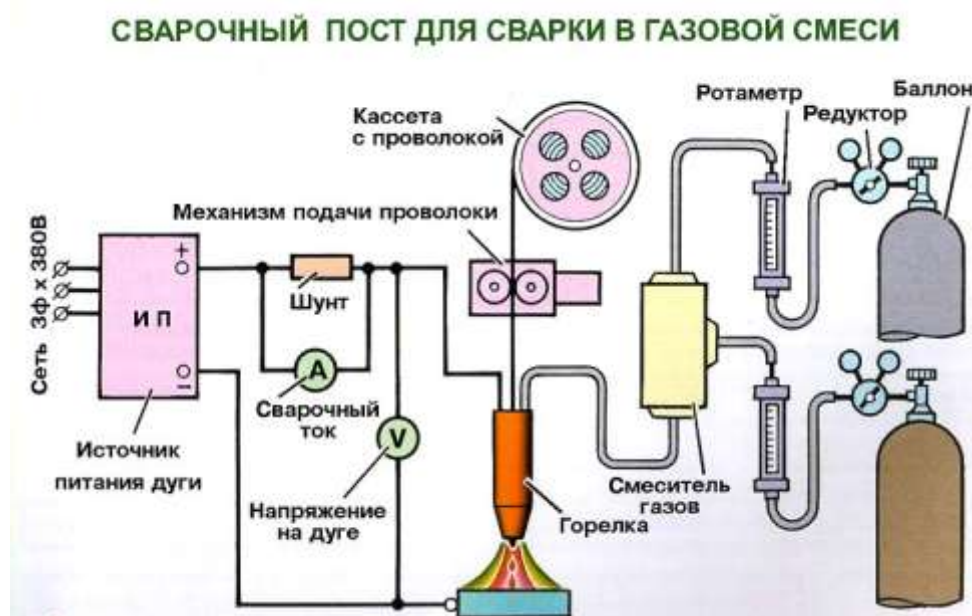 СВАРОЧНЫЙ ПОСТ ДЛЯ СВАРКИ В ГАЗОВОЙ СМЕСИ
Кассета
с проволокой
Ротаметр
Редуктор
Баллон
Механизм подачи проволоки
Сеть 3ф х 380В
+
И П
–
Шунт
А
Сварочный
ток
V
Источник
питания дуги
Напряжение
на дуге
Смеситель
газов
Горелка